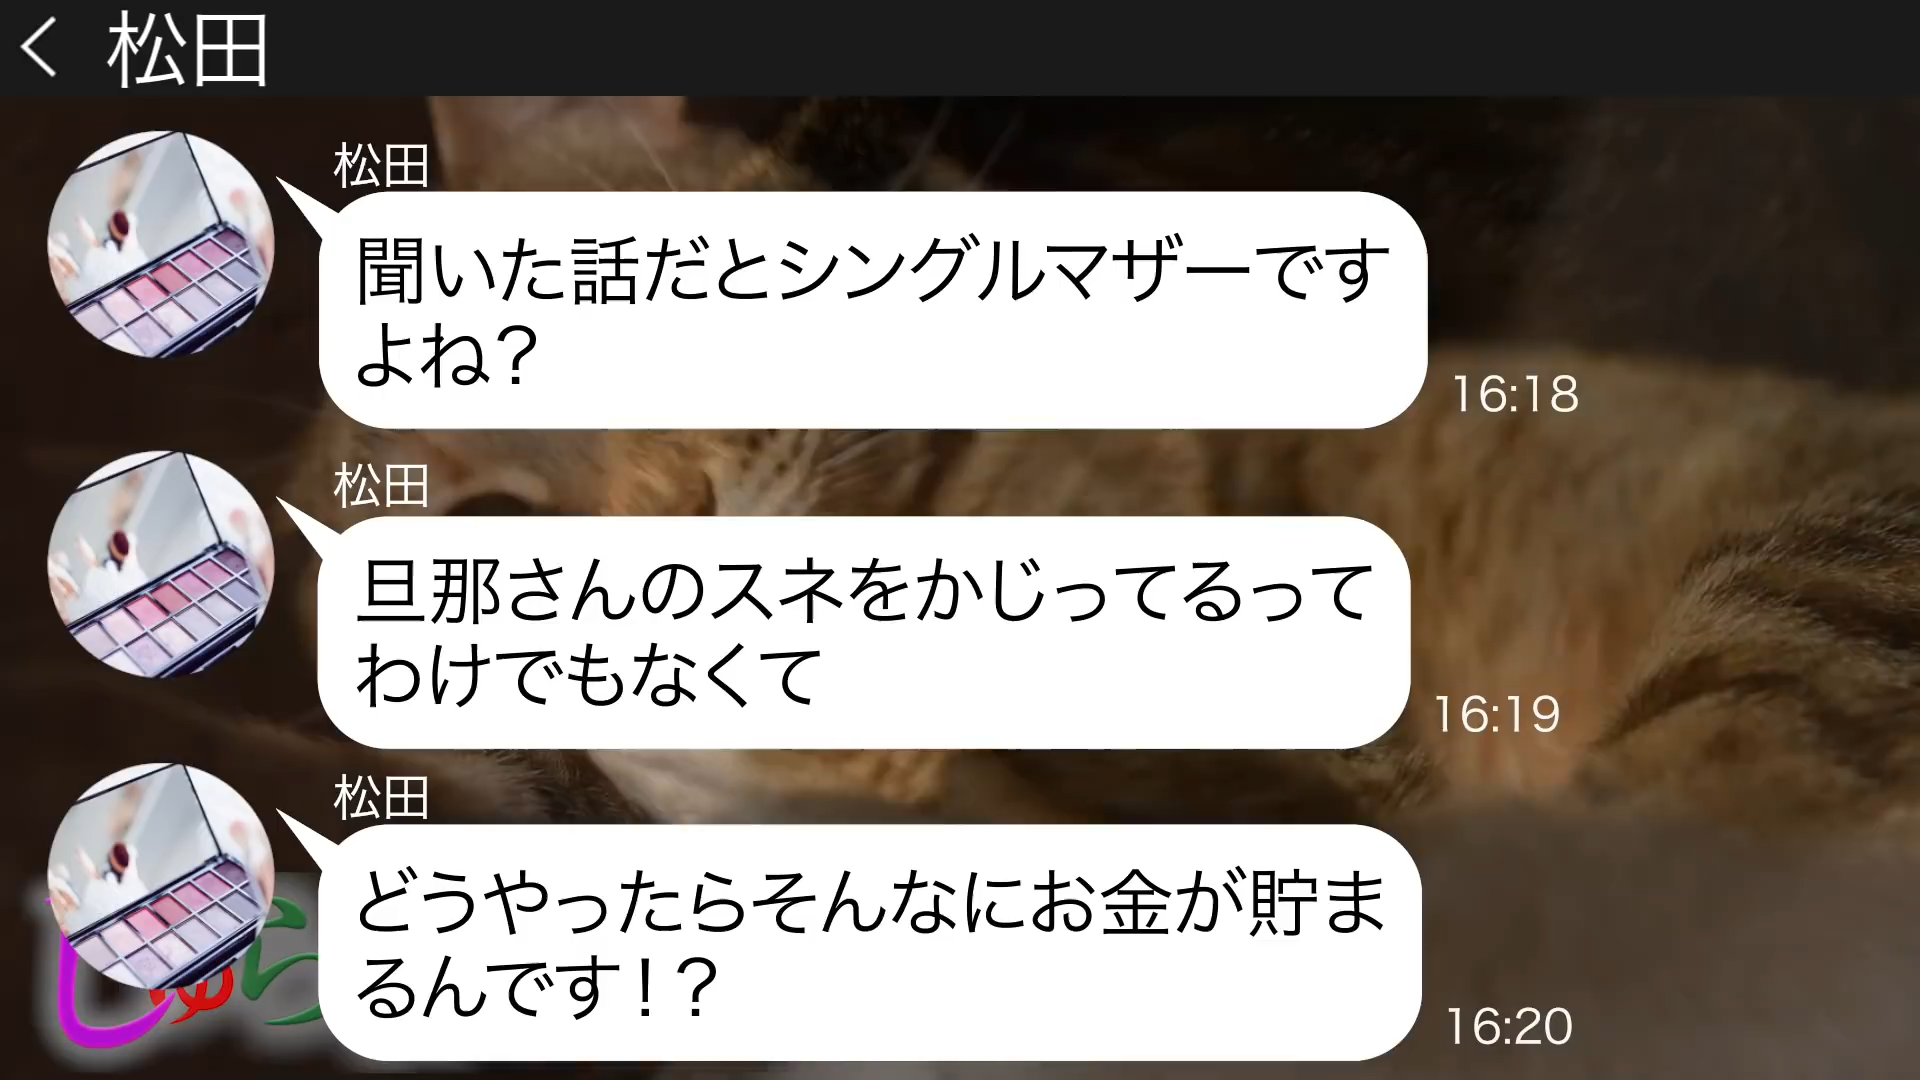 松田
松田
聞いた話だとシングルマザーです
よね？
16:18
松田
旦那さんのスネをかじってるって
わけでもなくて
16:19
松田
どうやったらそんなにお金が貯ま
るんです！？
16:20
しゅら